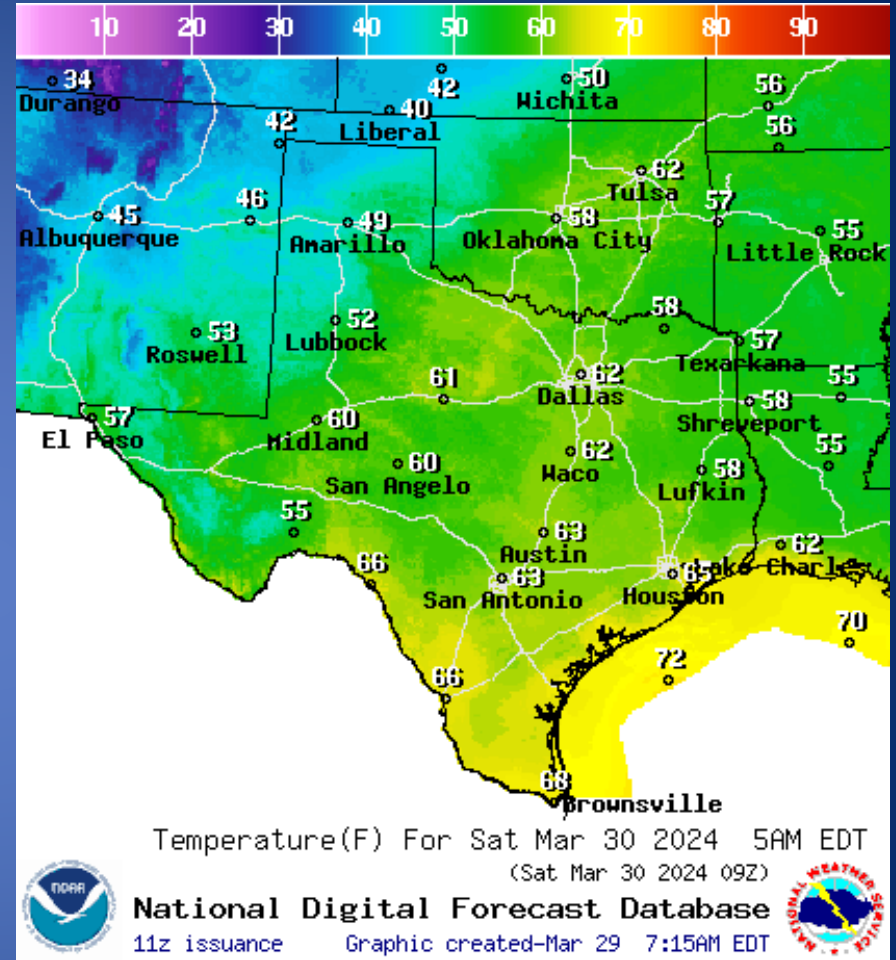 10 20 30 40 50 60 70 80 90
34
Durango
42
50
Wichita
56
40
Liberal
42
56
62
Tulsa
45
Albuquerque
46
49
Amarillo
58
Oklahoma City
57
55
Little Rock
53
Roswell
52
Lubbock
58
57
Texarkana
61
62
Dallas
55
58
Shreveport
57
El Paso
60
Midland
62
Waco
55
60
San Angelo
58
Lufkin
55
63
Austin
62
Lake Charles
66
63
San Antonio
65
Houston
70
72
66
68
Brownsville
Temperature(F) For Sat Mar 30 2024 5AM EDT
(Sat Mar 30 2024 09Z)
NOAA
National Digital Forecast Database
NATIONAL WEATHER SERVICE
11z issuance Graphic created-Mar 29 7:15AM EDT